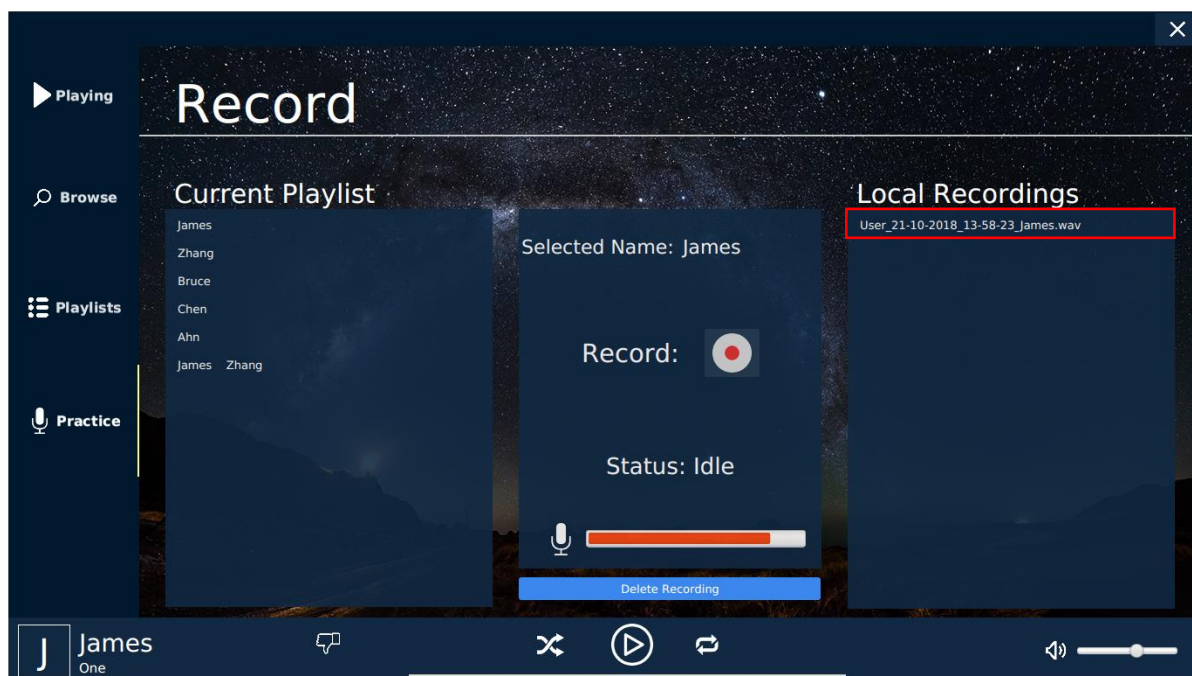 Playing
Browse
Playlists
Practice
Record
Current Playlist
James
Zhang
Bruce
Chen
Ahn
James Zhang
Selected Name: James
Record:
Status: Idle
Delete Recording
Local Recordings
User_21-10-2018_13-58-23_James.wav
J
James
One